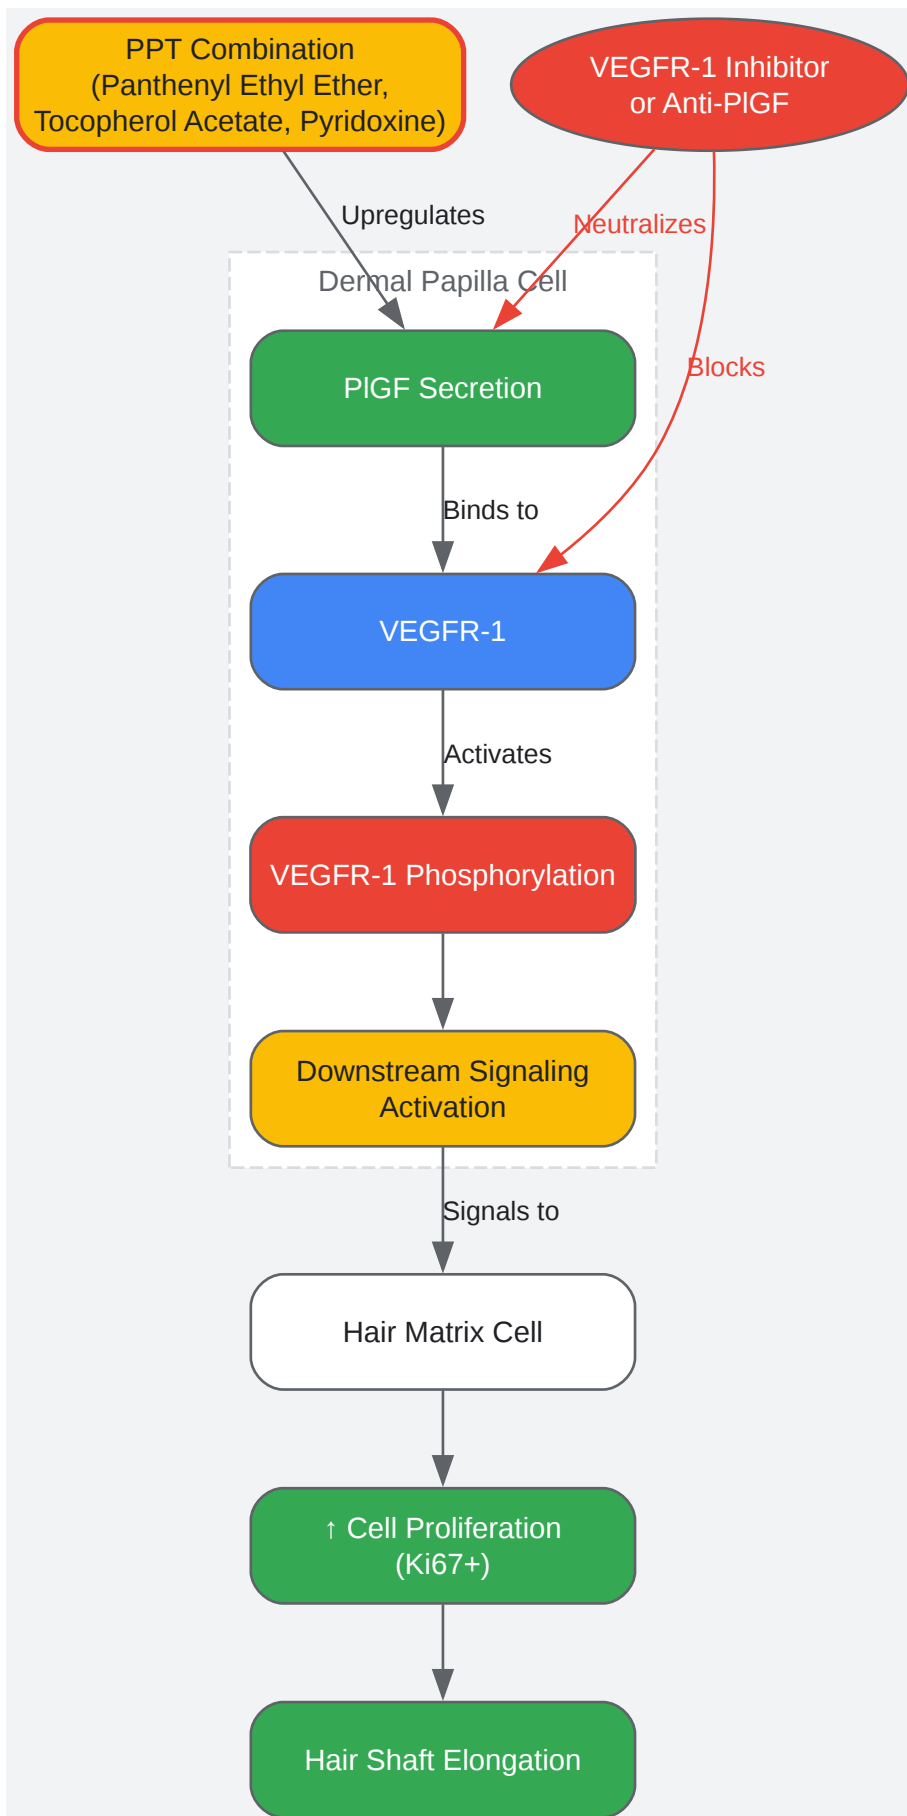 PPT Combination
(Panthenyl Ethyl Ether,
Tocopherol Acetate, Pyridoxine)
VEGFR-1 Inhibitor
or Anti-PlGF
Upregulates
Neutralizes
Dermal Papilla Cell
PlGF Secretion
Blocks
Binds to
VEGFR-1
Activates
VEGFR-1 Phosphorylation
Downstream Signaling
Activation
Signals to
Hair Matrix Cell
↑ Cell Proliferation
(Ki67+)
Hair Shaft Elongation